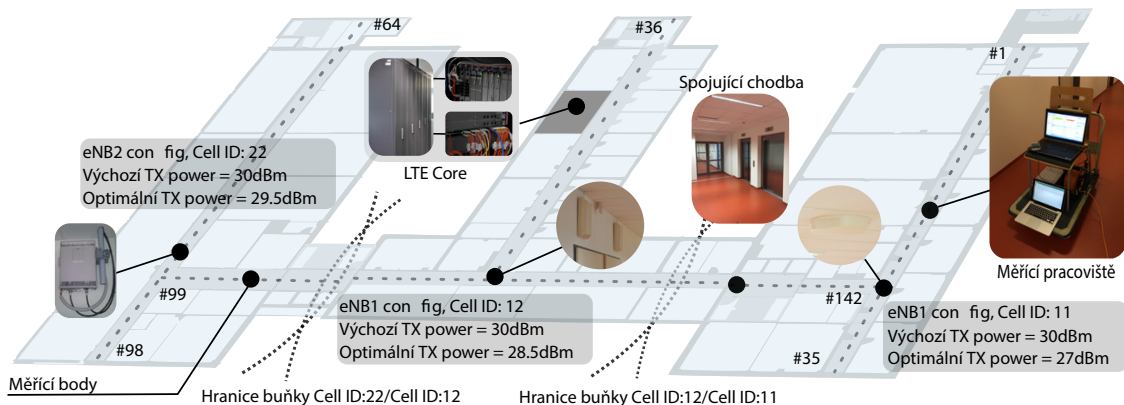 #64
#36
#1
Spojující chodba
eNB2 con fig, Cell ID: 22
Výchozí TX power = 30dBm
Optimální TX power = 29.5dBm
LTE Core
Měřící pracoviště
#99
#142
eNB1 con fig, Cell ID: 12
Výchozí TX power = 30dBm
Optimální TX power = 28.5dBm
eNB1 con fig, Cell ID: 11
Výchozí TX power = 30dBm
Optimální TX power = 27dBm
#98
#35
Měřící body
Hranice buňky Cell ID:22/Cell ID:12
Hranice buňky Cell ID:12/Cell ID:11